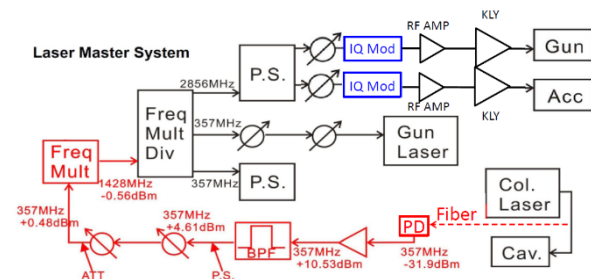 Laser Master System
RF AMP
KLY
IQ Mod
Gun
2856MHz
P.S.
IQ Mod
RF AMP
KLY
Acc
Freq
Mult
Div
357MHz
Gun
Laser
357MHz
P.S.
Freq
Mult
1428MHz
-0.56dBm
357MHz
+0.48dBm
ATT
357MHz
+4.61dBm
P.S.
BPF
357MHz
+10.53dBm
PD
357MHz
-31.9dBm
Fiber
Col.
Laser
Cav.